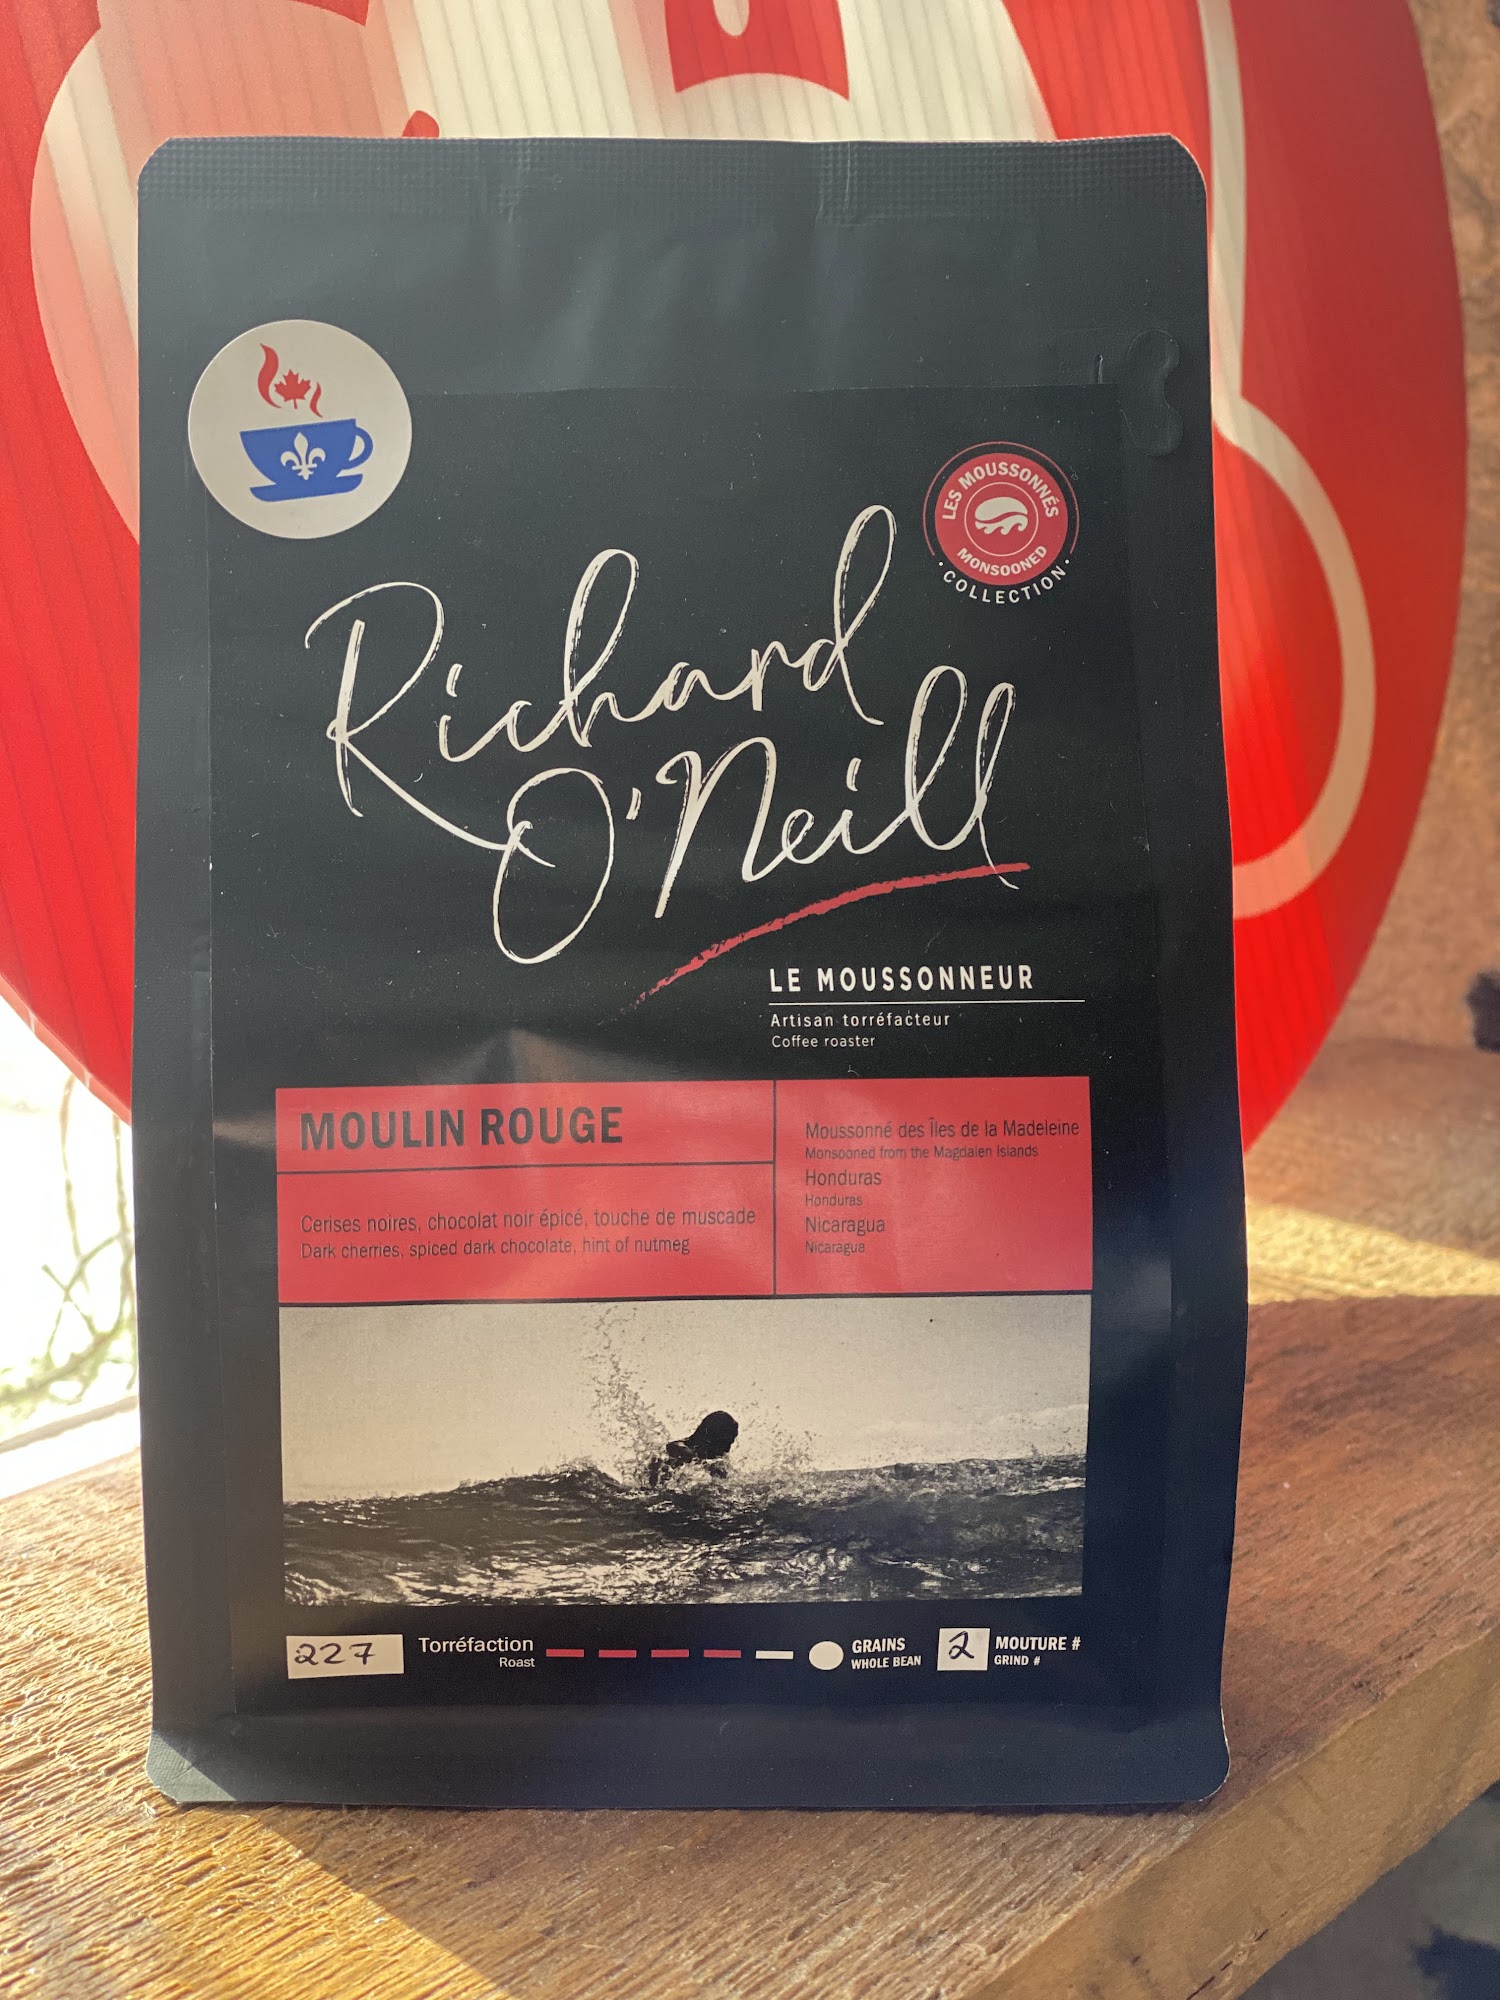 LES MOUSSONNÉS
MONSOONED
• COLLECTION •
Richard
O'Neill
LE MOUSSONNEUR
Artisan torréfacteur
Coffee roaster
MOULIN ROUGE
Cerises noires, chocolat noir épicé, touche de muscade
Dark cherries, spiced dark chocolate, hint of nutmeg
Moussonné des Îles de la Madeleine
Monsooned from the Magdalen Islands
Honduras
Honduras
Nicaragua
Nicaragua
227
Torréfaction
Roast
GRAINS
WHOLE BEAN
2
MOUTURE #
GRIND #